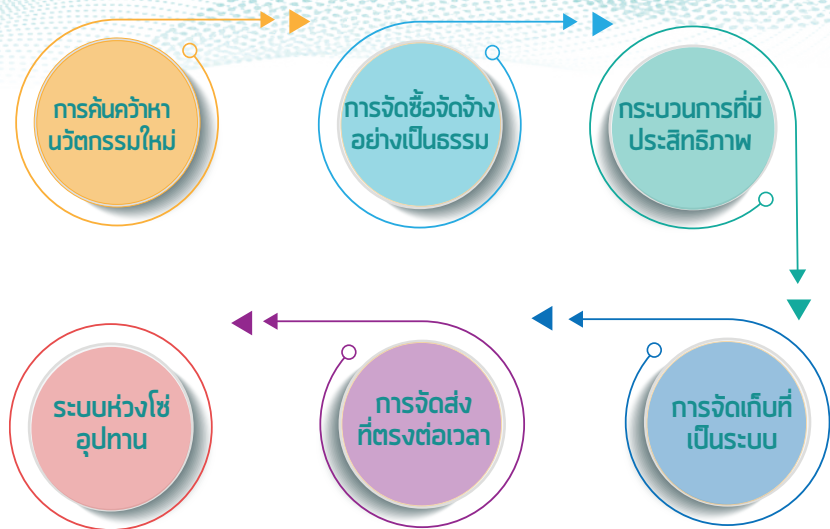 การค้นคว้าหา
นวัตกรรมใหม่
การจัดซื้อจัดจ้าง
อย่างเป็นธรรม
กระบวนการที่มี
ประสิทธิภาพ
การจัดเก็บที่
เป็นระบบ
การจัดส่ง
ที่ตรงต่อเวลา
ระบบห่วงโซ่
อุปทาน